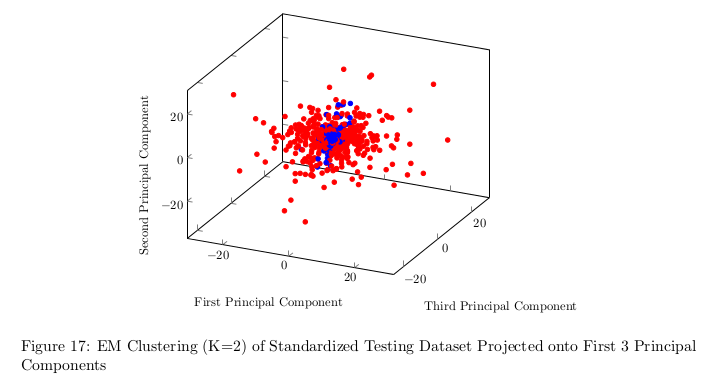 20
0
−20
Second Principal Component
−20
0
20
First Principal Component
−20
0
20
Third Principal Component
Figure 17: EM Clustering (K=2) of Standardized Testing Dataset Projected onto First 3 Principal
Components